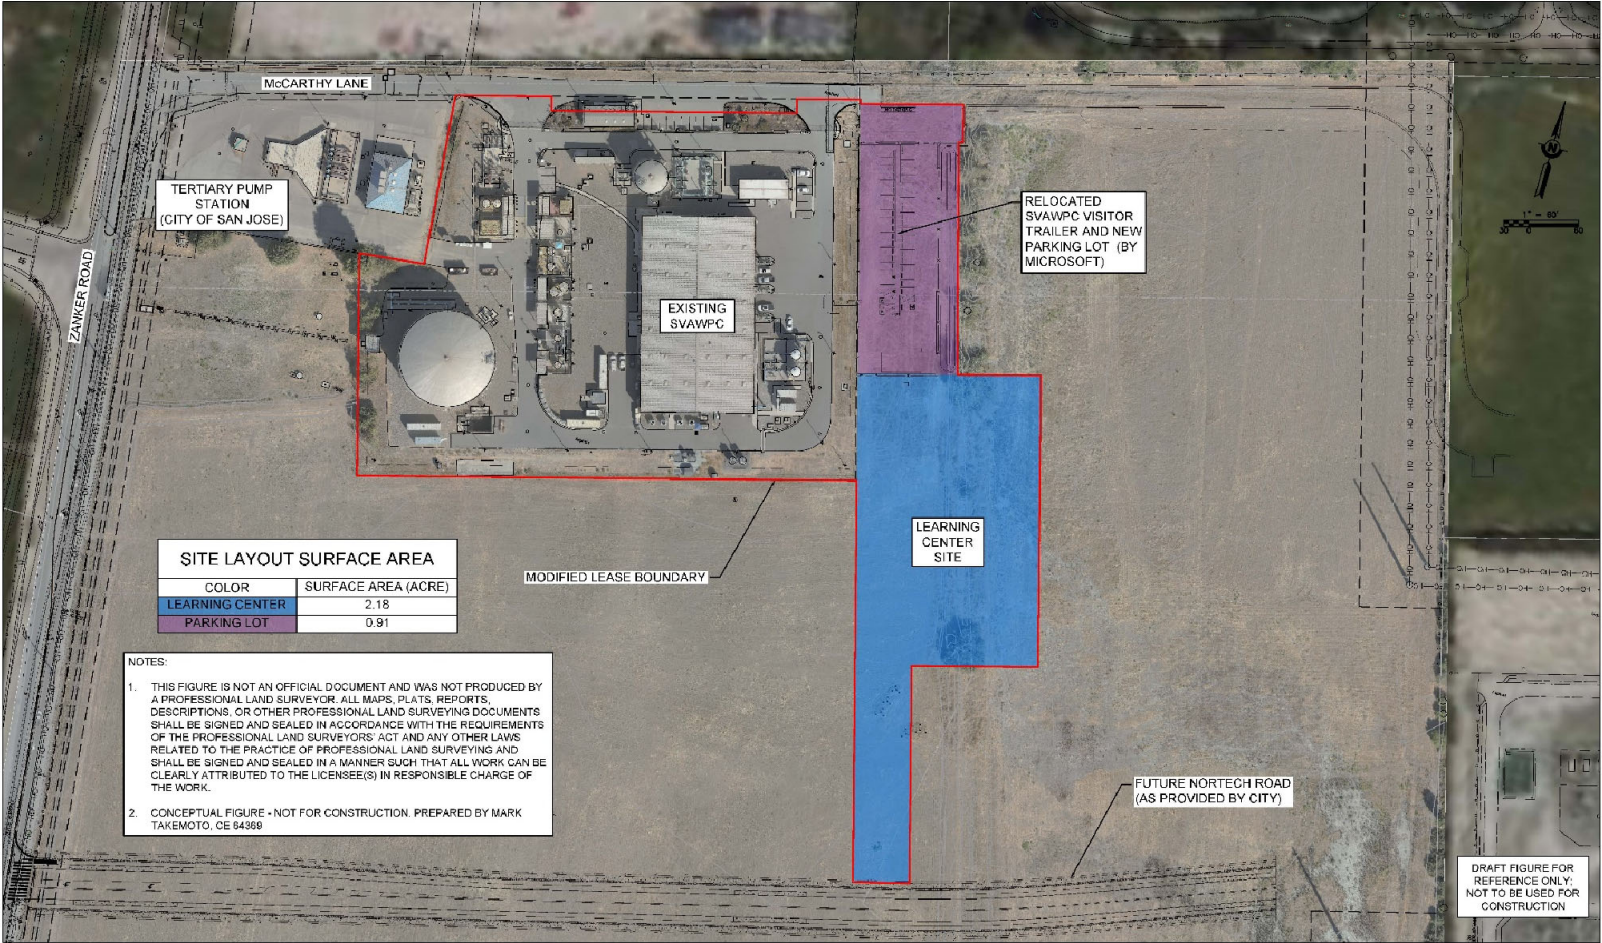 McCARTHY LANE
TERTIARY PUMP
STATION
(CITY OF SAN JOSE)
ZANKER ROAD
EXISTING
SVAWPC
RELOCATED
SVAWPC VISITOR
TRAILER AND NEW
PARKING LOT (BY
MICROSOFT)
N
1" = 60'
LEARNING
CENTER
SITE
MODIFIED LEASE BOUNDARY
SITE LAYOUT SURFACE AREA
COLOR SURFACE AREA (ACRE)
LEARNING CENTER 2.18
PARKING LOT 0.91
NOTES:
1. THIS FIGURE IS NOT AN OFFICIAL DOCUMENT AND WAS NOT PRODUCED BY
A PROFESSIONAL LAND SURVEYOR. ALL MAPS, PLATS, REPORTS,
DESCRIPTIONS, OR OTHER PROFESSIONAL LAND SURVEYING DOCUMENTS
SHALL BE SIGNED AND SEALED IN ACCORDANCE WITH THE REQUIREMENTS
OF THE PROFESSIONAL LAND SURVEYORS' ACT AND ANY OTHER LAWS
RELATED TO THE PRACTICE OF PROFESSIONAL LAND SURVEYING AND
SHALL BE SIGNED AND SEALED IN A MANNER SUCH THAT ALL WORK CAN BE
CLEARLY ATTRIBUTED TO THE LICENSEE(S) IN RESPONSIBLE CHARGE OF
THE WORK.
2. CONCEPTUAL FIGURE - NOT FOR CONSTRUCTION. PREPARED BY MARK
TAKEMOTO, CE 64369
FUTURE NORTECH ROAD
(AS PROVIDED BY CITY)
DRAFT FIGURE FOR
REFERENCE ONLY;
NOT TO BE USED FOR
CONSTRUCTION